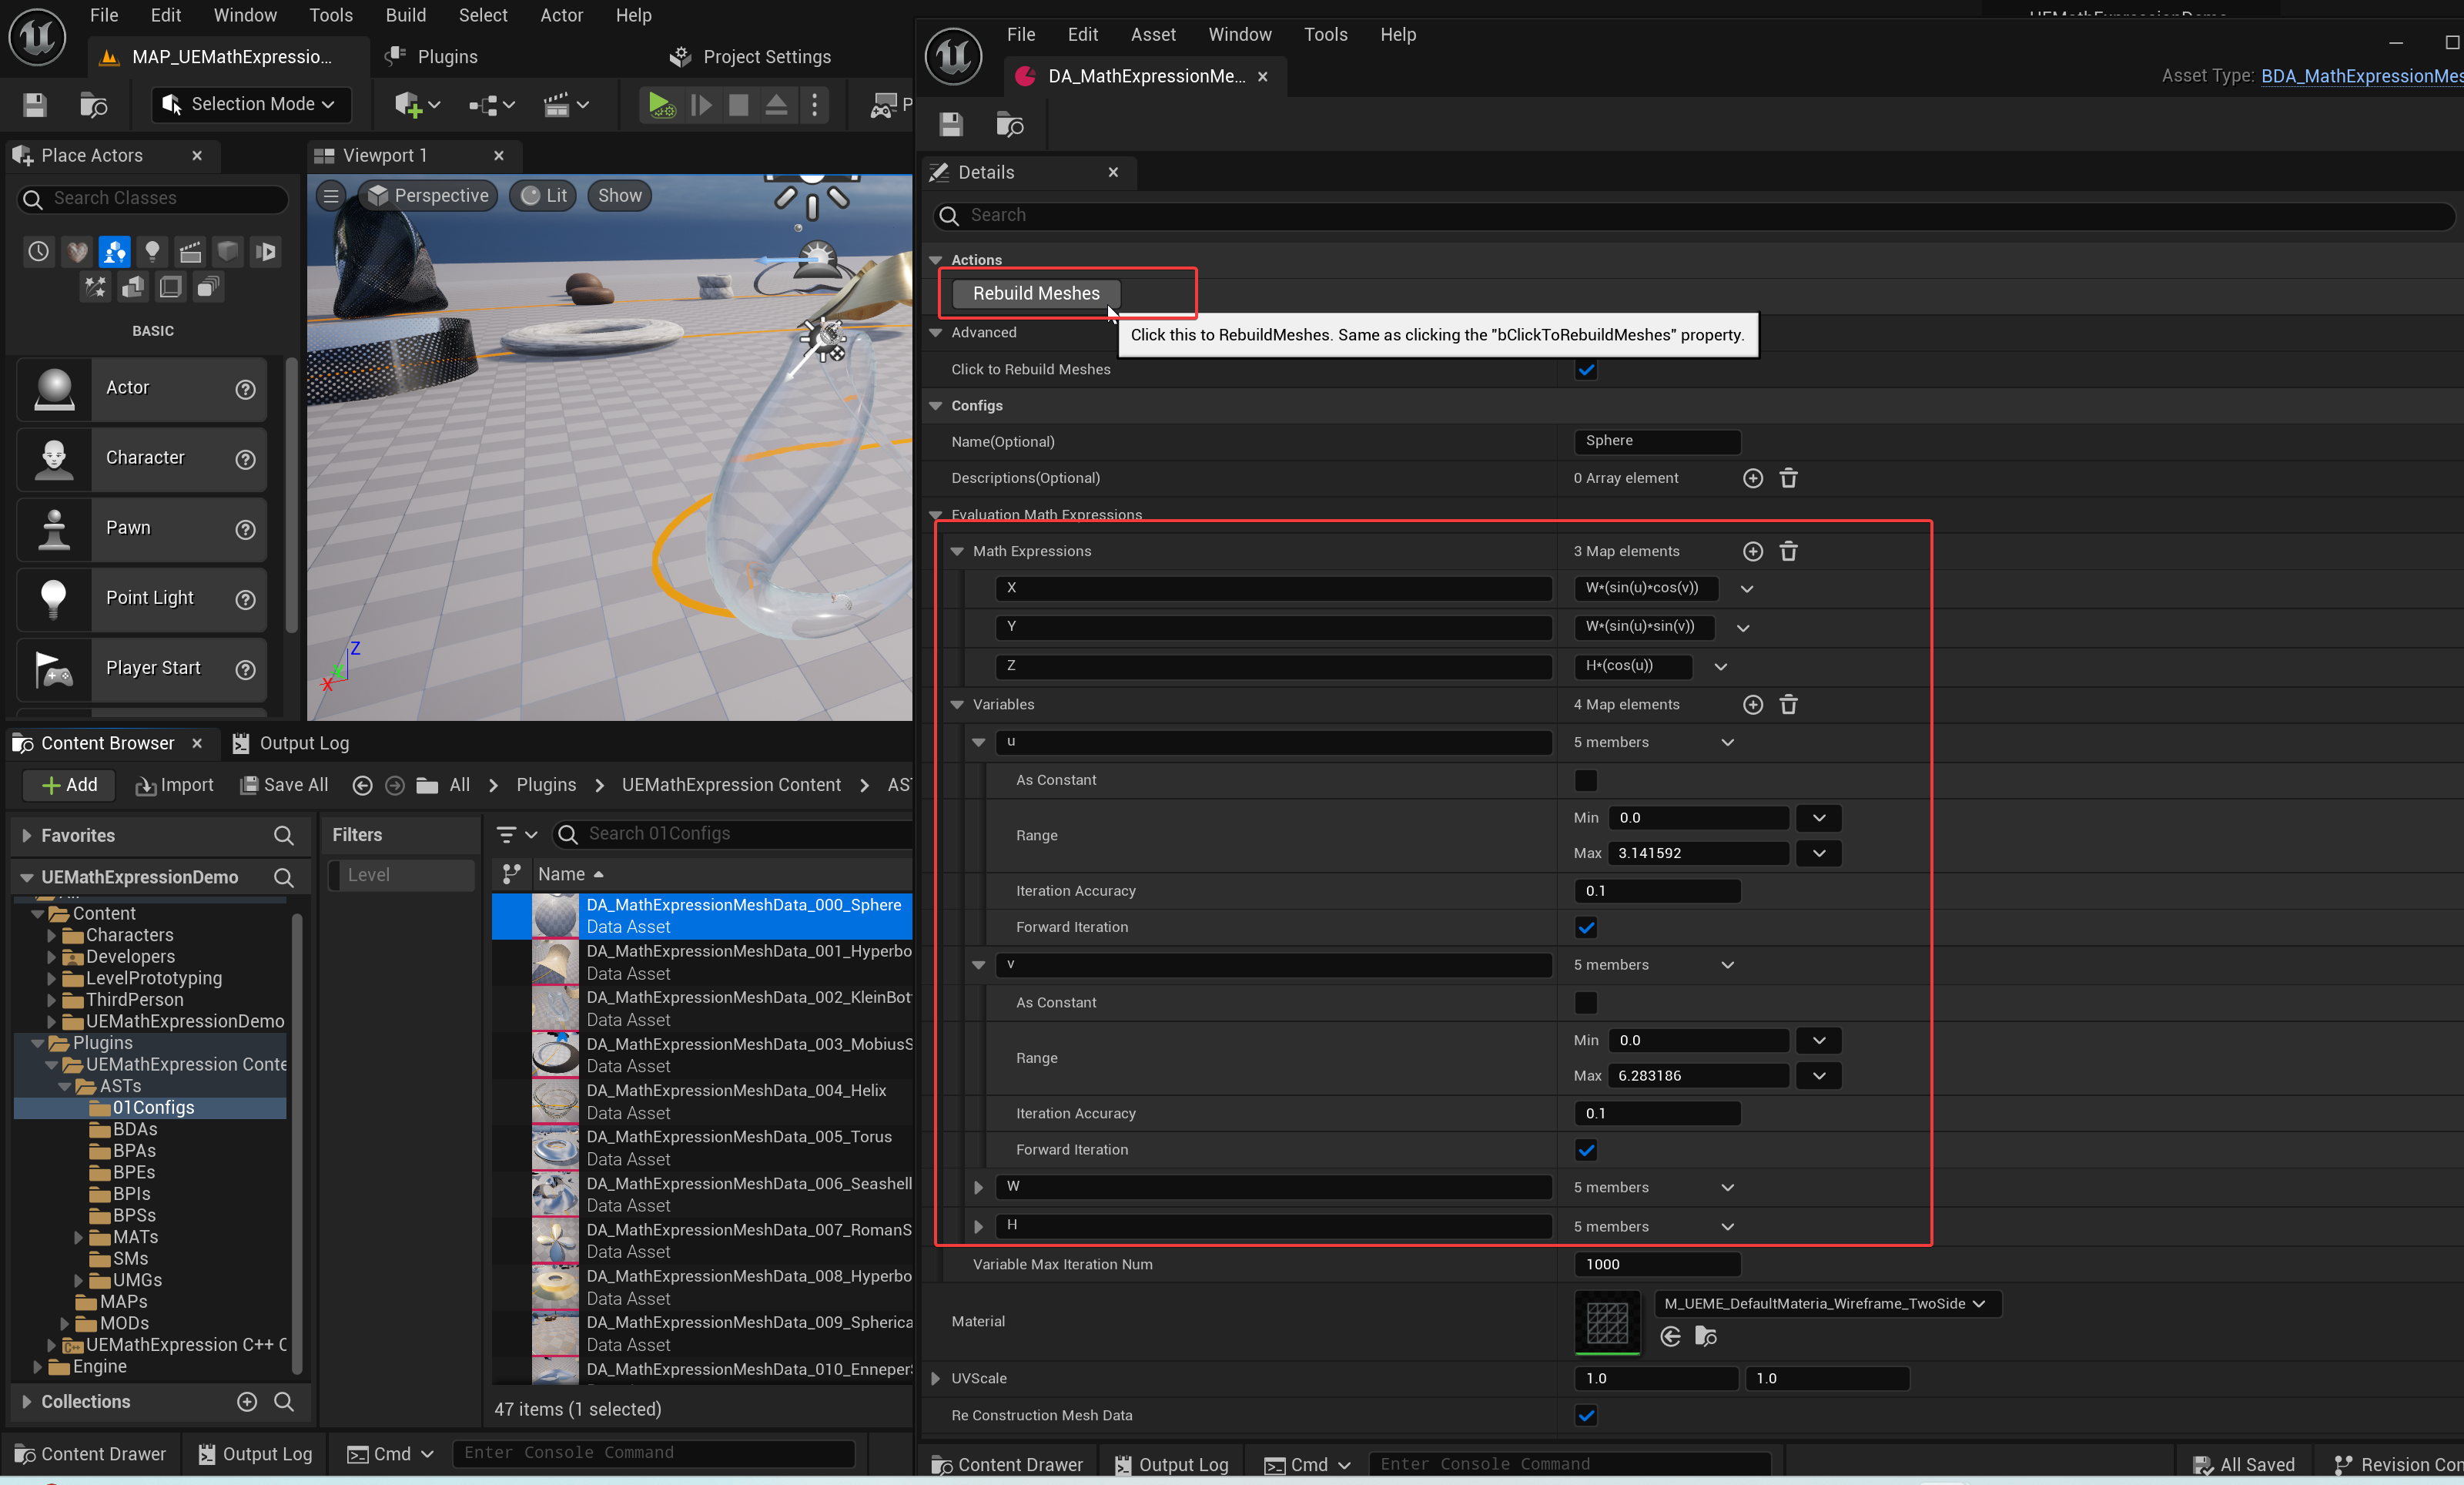 File Edit Window Tools Build Select Actor Help
MAP_UEMathExpressio...
Plugins
Project Settings
Selection Mode
Place Actors
Viewport 1
Search Classes
Perspective
Lit
Show
BASIC
Actor
Character
Pawn
Point Light
Player Start
Z
X
Content Browser
Output Log
Add
Import
Save All
All
Plugins
UEMathExpression Content
Favorites
UEMathExpressionDemo
Content
Characters
Developers
LevelPrototyping
ThirdPerson
UEMathExpressionDemo
Plugins
UEMathExpression Conte
ASTs
01Configs
BDAs
BPAs
BPEs
BPIs
BPSs
MATs
SMs
UMGs
MAPs
MODs
UEMathExpression C++ C
Engine
Collections
Filters
Level
Search 01Configs
Name
DA_MathExpressionMeshData_000_Sphere
Data Asset
DA_MathExpressionMeshData_001_Hyperbo
Data Asset
DA_MathExpressionMeshData_002_KleinBot
Data Asset
DA_MathExpressionMeshData_003_MobiusS
Data Asset
DA_MathExpressionMeshData_004_Helix
Data Asset
DA_MathExpressionMeshData_005_Torus
Data Asset
DA_MathExpressionMeshData_006_Seashell
Data Asset
DA_MathExpressionMeshData_007_RomanS
Data Asset
DA_MathExpressionMeshData_008_Hyperbo
Data Asset
DA_MathExpressionMeshData_009_Spherica
Data Asset
DA_MathExpressionMeshData_010_Enneper
47 items (1 selected)
Content Drawer
Output Log
Cmd
Enter Console Command
File Edit Asset Window Tools Help
DA_MathExpressionMe...
Asset Type: BDA_MathExpressionMes
Details
Search
Actions
Rebuild Meshes
Click this to RebuildMeshes. Same as clicking the "bClickToRebuildMeshes" property.
Advanced
Click to Rebuild Meshes
Configs
Name(Optional) Sphere
Descriptions(Optional) 0 Array element
Evaluation Math Expressions
Math Expressions 3 Map elements
X W*(sin(u)*cos(v))
Y W*(sin(u)*sin(v))
Z H*(cos(u))
Variables 4 Map elements
u 5 members
As Constant
Range Min 0.0
Max 3.141592
Iteration Accuracy 0.1
Forward Iteration
v 5 members
As Constant
Range Min 0.0
Max 6.283186
Iteration Accuracy 0.1
Forward Iteration
W 5 members
H 5 members
Variable Max Iteration Num 1000
Material M_UEME_DefaultMateria_Wireframe_TwoSide
UVScale 1.0 1.0
Re Construction Mesh Data
Content Drawer
Output Log
Cmd
Enter Console Command
All Saved
Revision Con